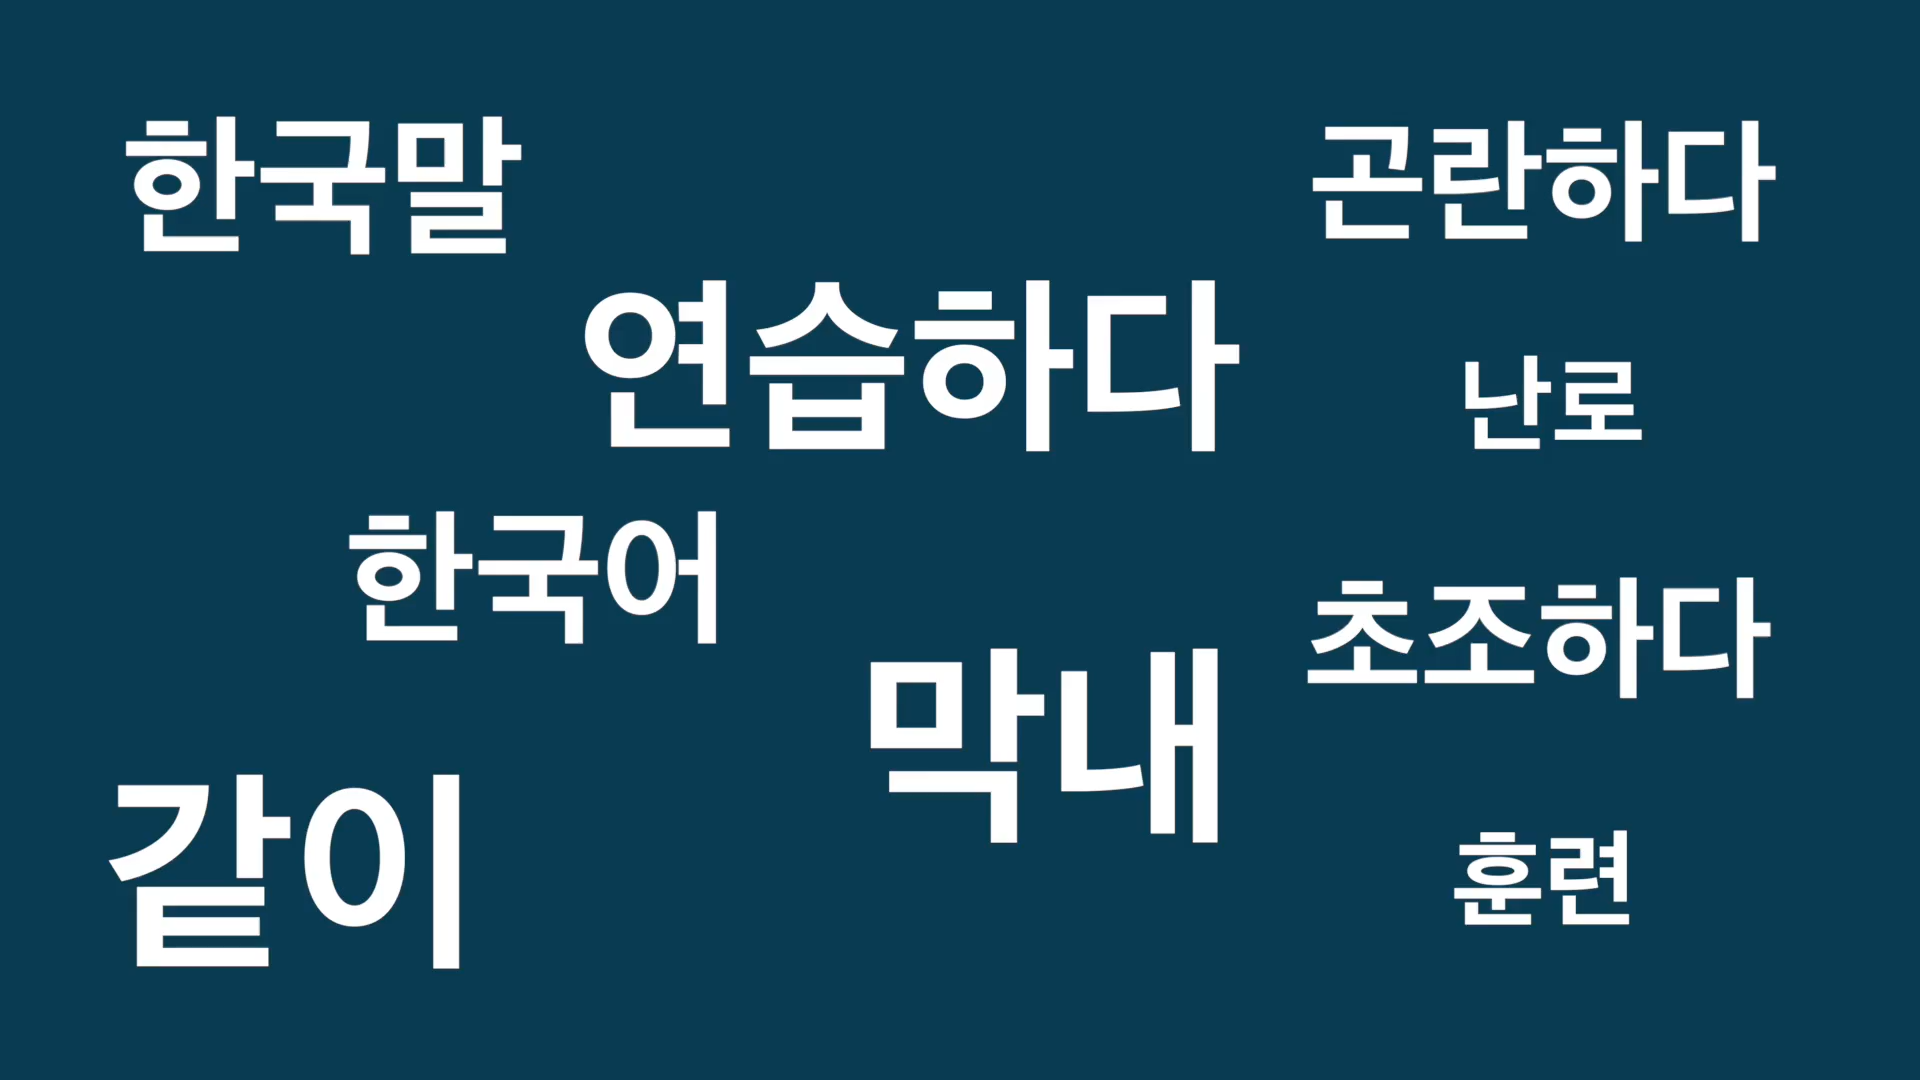 한국말
곤란하다
연습하다
난로
한국어
초조하다
막내
같이
훈련